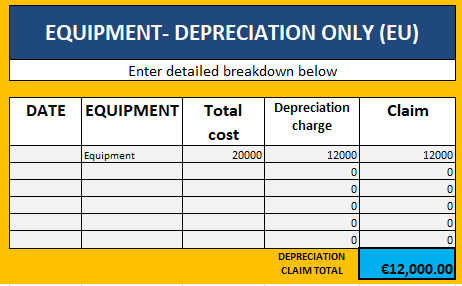 EQUIPMENT- DEPRECIATION ONLY (EU)
Enter detailed breakdown below
DATE EQUIPMENT Total cost Depreciation charge Claim
Equipment 20000 12000 12000
0 0
0 0
0 0
0 0
0 0
DEPRECIATION
CLAIM TOTAL €12,000.00